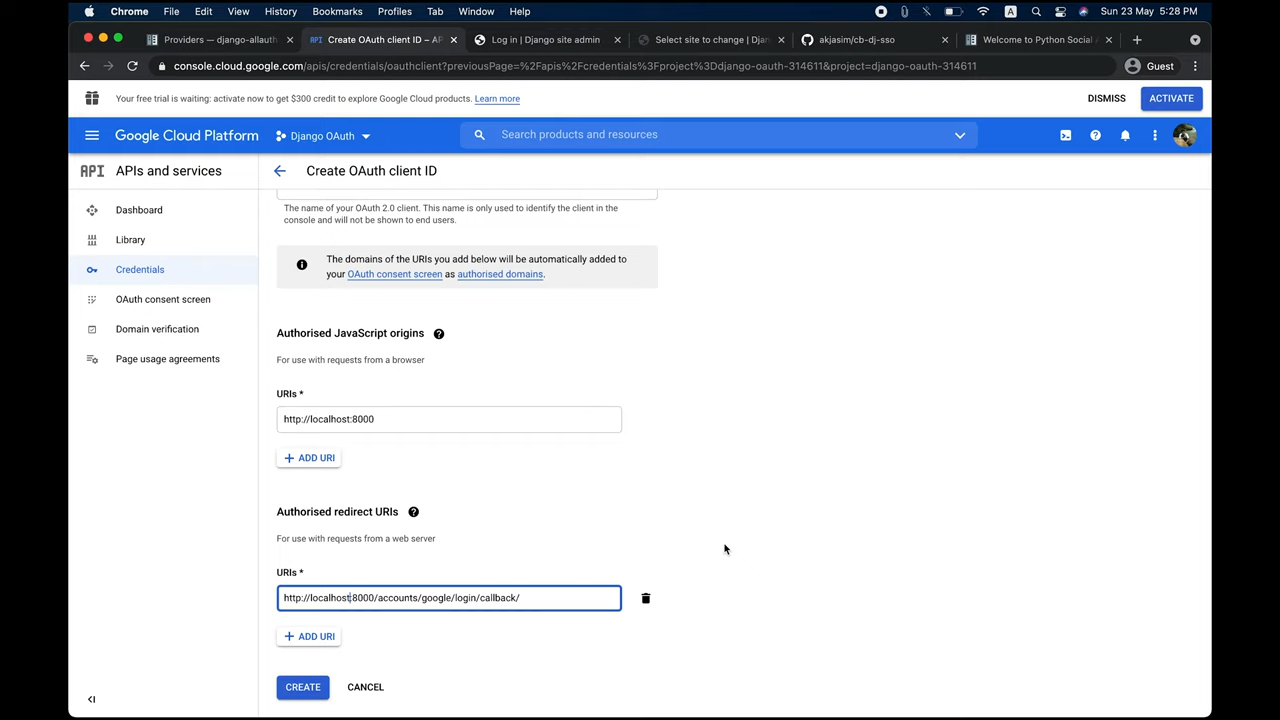 Chrome File Edit View History Bookmarks Profiles Tab Window Help A Sun 23 May 5:28 PM
Providers — django-allauth Create OAuth client ID – AP Log in | Django site admin Select site to change | Djan akjasim/cb-dj-sso Welcome to Python Social A
console.cloud.google.com/apis/credentials/oauthclient?previousPage=%2Fapis%2Fcredentials%3Fproject%3Ddjango-oauth-314611&project=django-oauth-314611 Guest
Your free trial is waiting: activate now to get $300 credit to explore Google Cloud products. Learn more DISMISS ACTIVATE
Google Cloud Platform Django OAuth Search products and resources
API APIs and services Create OAuth client ID
Dashboard
Library
Credentials
OAuth consent screen
Domain verification
Page usage agreements
The name of your OAuth 2.0 client. This name is only used to identify the client in the
console and will not be shown to end users.
The domains of the URIs you add below will be automatically added to
your OAuth consent screen as authorised domains.
Authorised JavaScript origins
For use with requests from a browser
URIs *
http://localhost:8000
ADD URI
Authorised redirect URIs
For use with requests from a web server
URIs *
http://localhost:8000/accounts/google/login/callback/
ADD URI
CREATE CANCEL